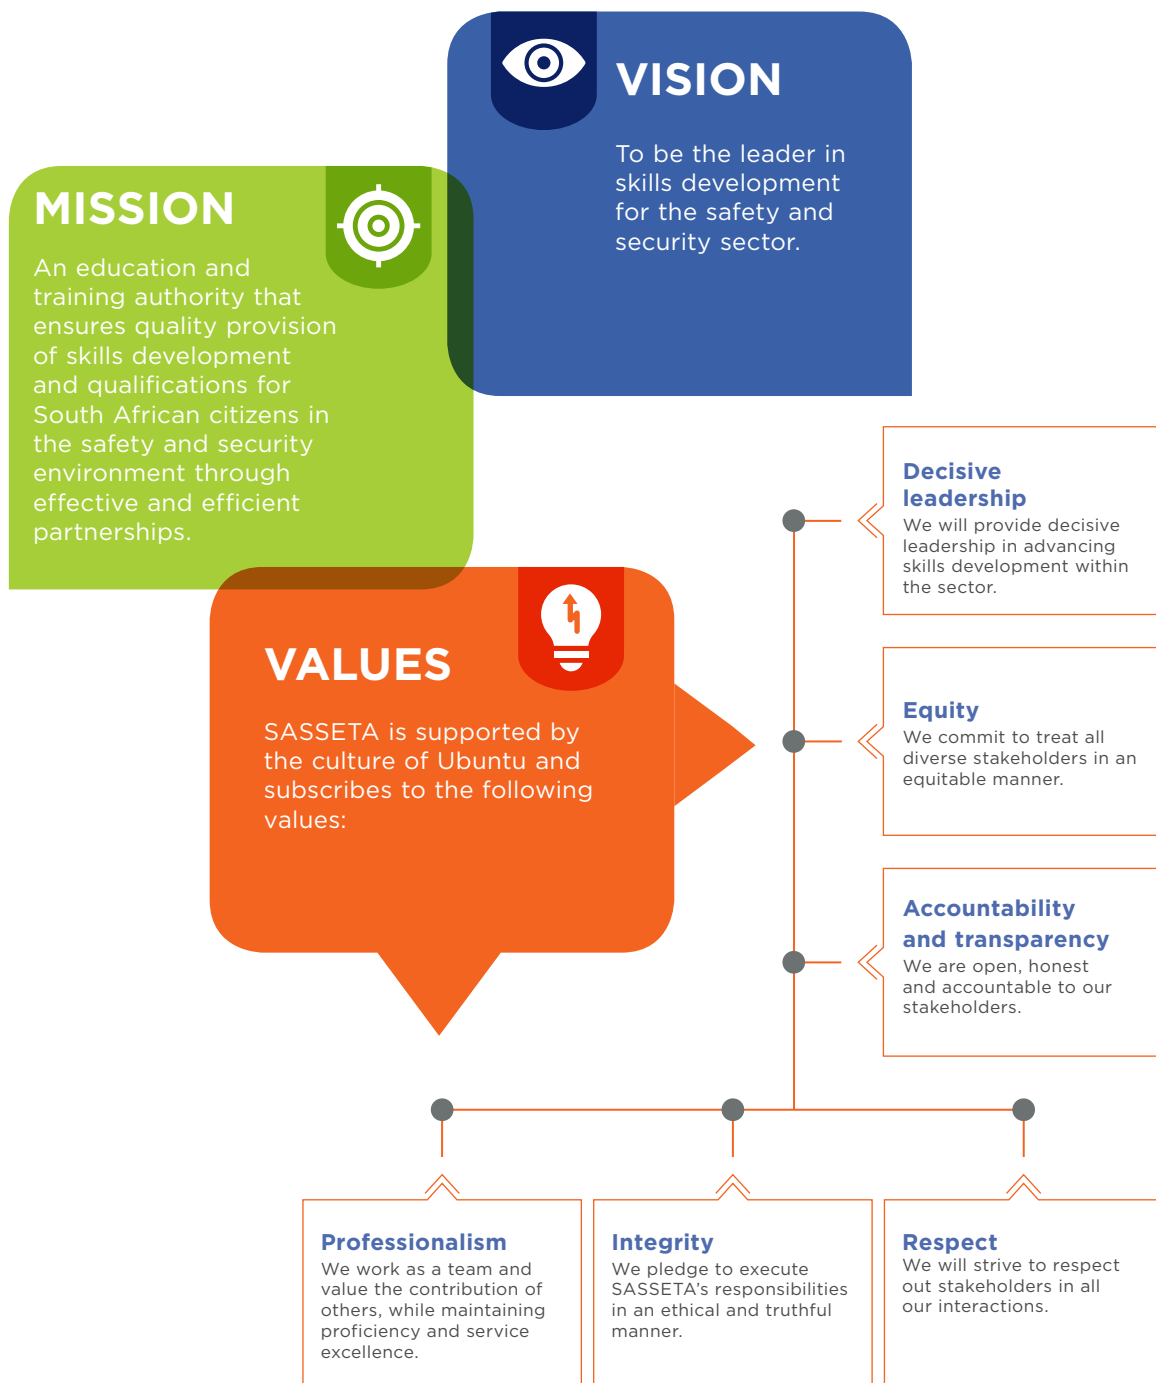 VISION
To be the leader in
skills development
for the safety and
security sector.
MISSION
An education and
training authority that
ensures quality provision
of skills development
and qualifications for
South African citizens in
the safety and security
environment through
effective and efficient
partnerships.
VALUES
SASSETA is supported by
the culture of Ubuntu and
subscribes to the following
values:
Decisive
leadership
We will provide decisive
leadership in advancing
skills development within
the sector.
Equity
We commit to treat all
diverse stakeholders in an
equitable manner.
Accountability
and transparency
We are open, honest
and accountable to our
stakeholders.
Professionalism
We work as a team and
value the contribution of
others, while maintaining
proficiency and service
excellence.
Integrity
We pledge to execute
SASSETA's responsibilities
in an ethical and truthful
manner.
Respect
We will strive to respect
out stakeholders in all
our interactions.